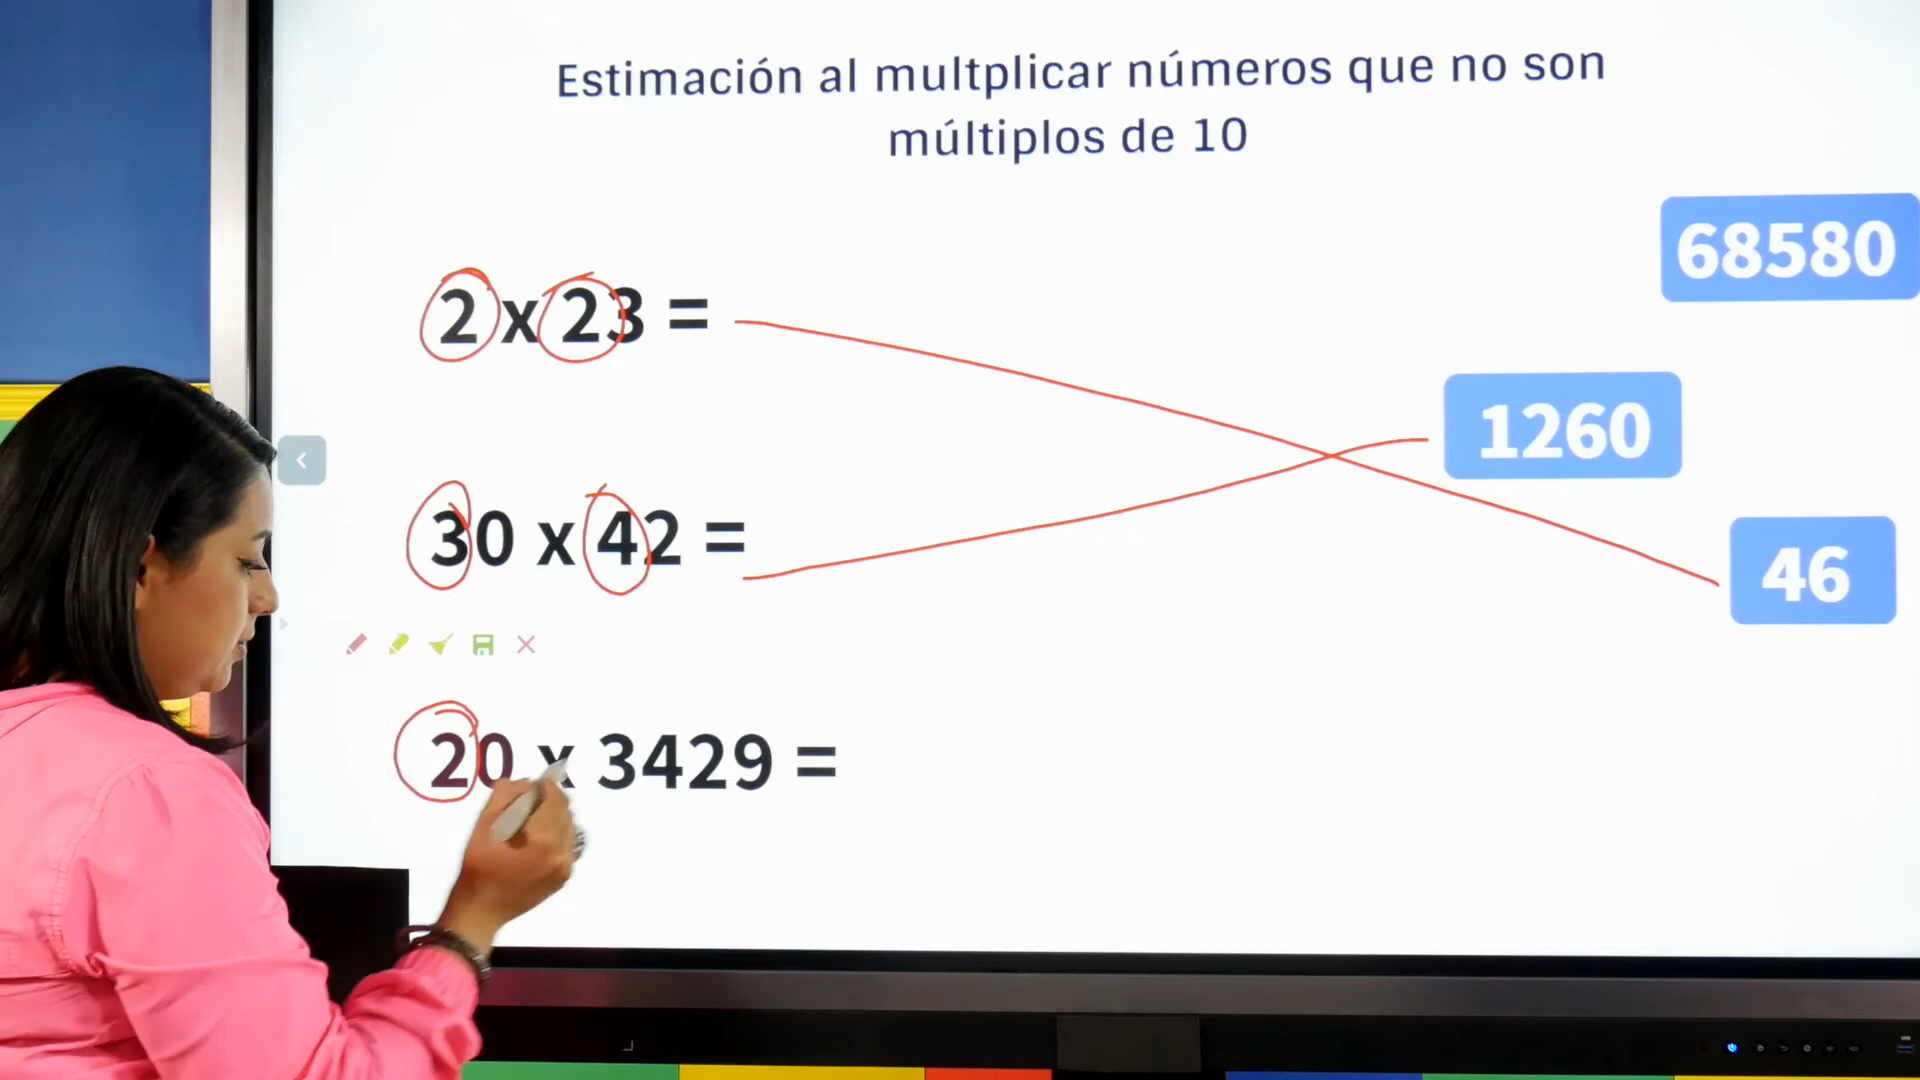 Estimación al multplicar números que no son
múltiplos de 10
68580
2 x 23 =
1260
30 x 42 =
46
20 x 3429 =